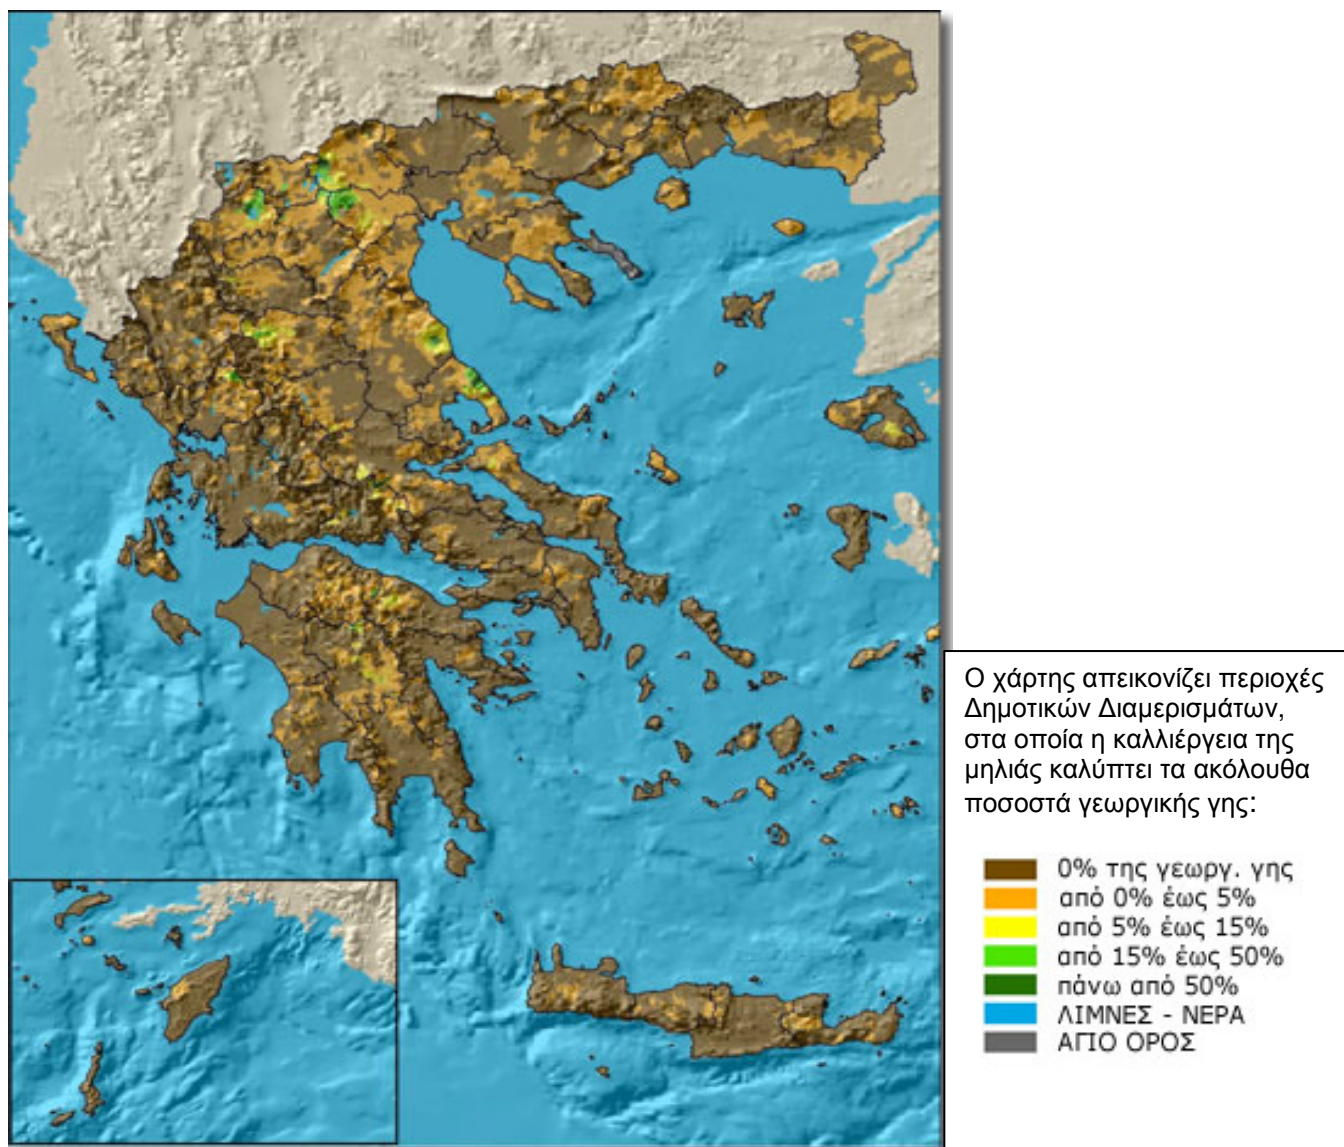 Ο χάρτης απεικονίζει περιοχές
Δημοτικών Διαμερισμάτων,
στα οποία η καλλιέργεια της
μηλιάς καλύπτει τα ακόλουθα
ποσοστά γεωργικής γης:
0% της γεωργ. γης
από 0% έως 5%
από 5% έως 15%
από 15% έως 50%
πάνω από 50%
ΛΙΜΝΕΣ - ΝΕΡΑ
ΑΓΙΟ ΟΡΟΣ